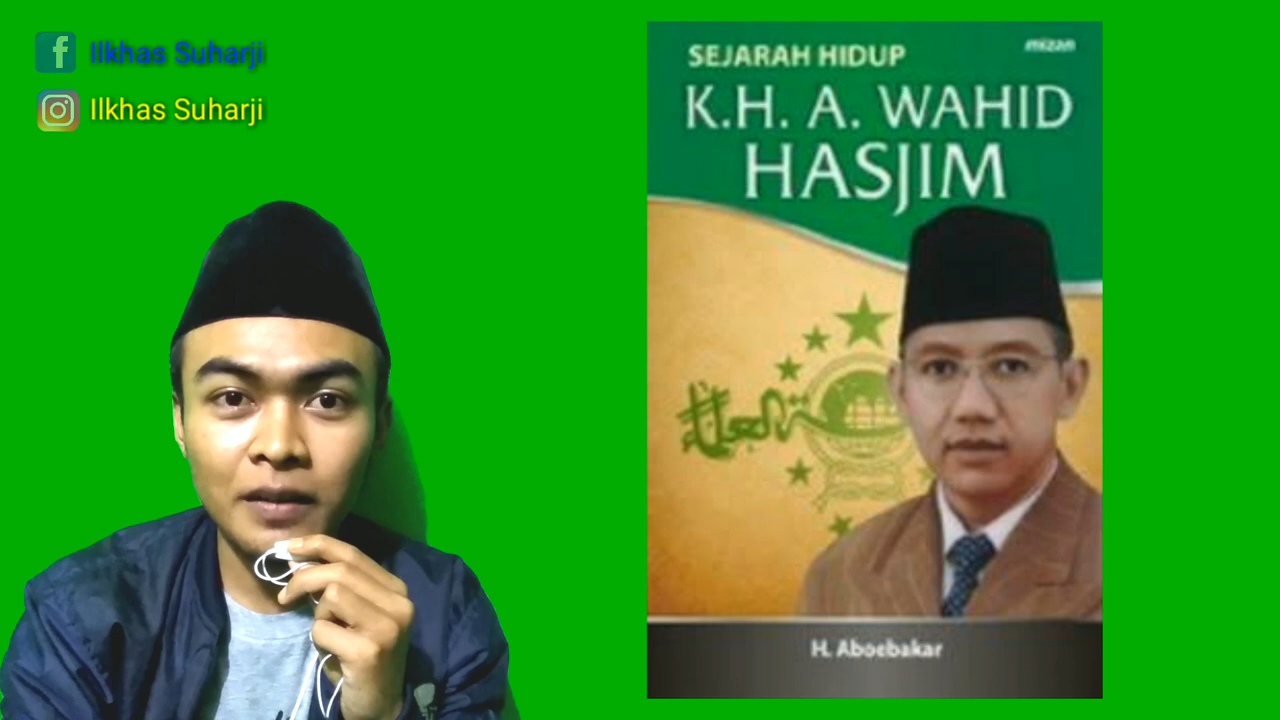 Ilkhas Suharji
Ilkhas Suharji
mizan
SEJARAH HIDUP
K.H. A. WAHID
HASJIM
H. Aboebakar